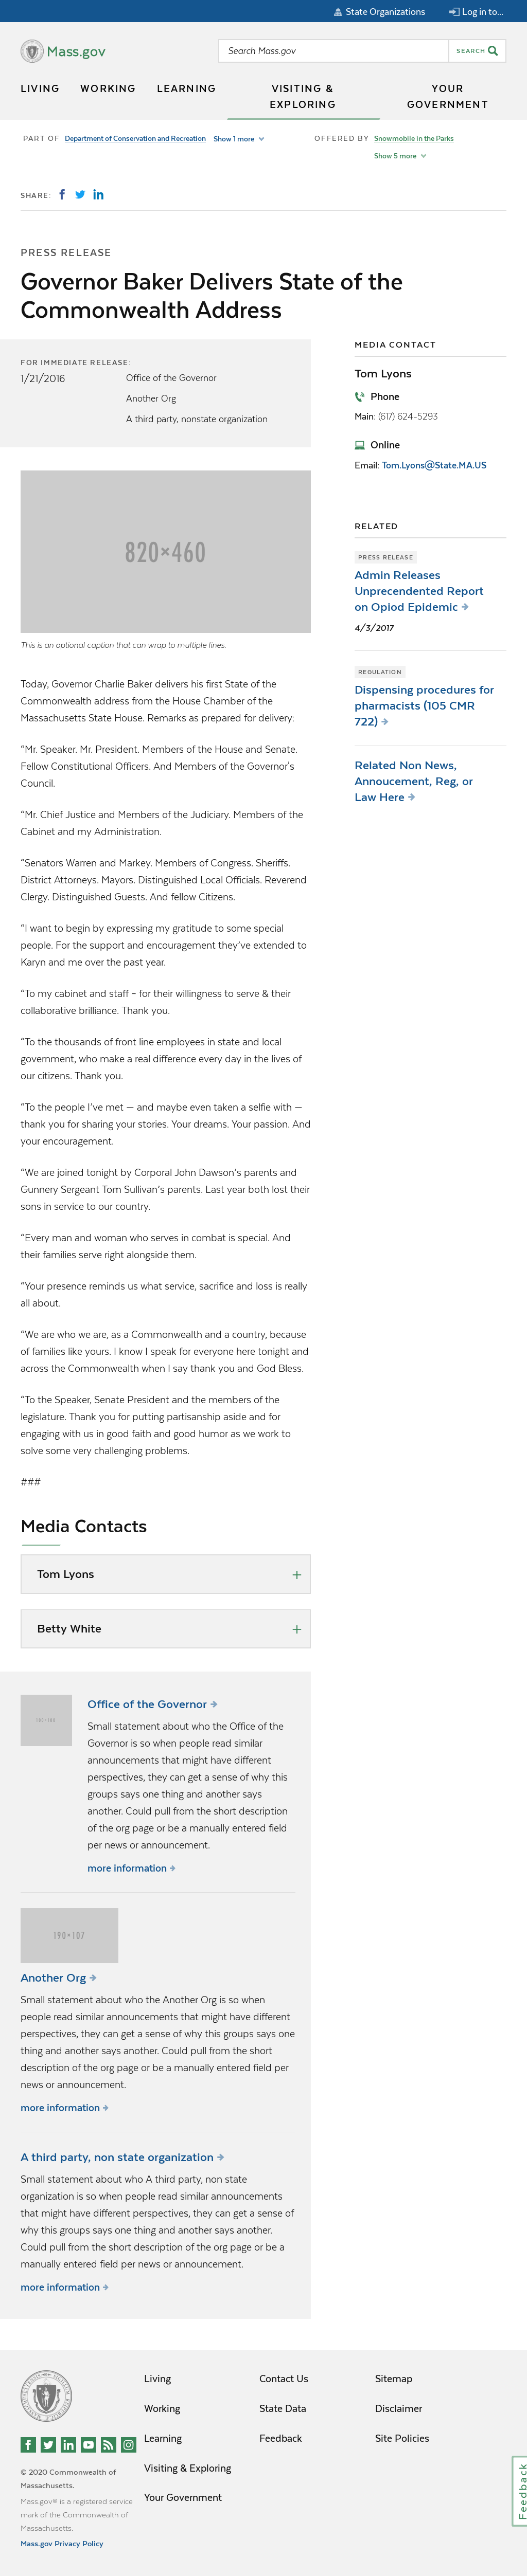 State Organizations
Log in to...
Mass.gov
Search Mass.gov
SEARCH
LIVING
WORKING
LEARNING
VISITING &
EXPLORING
YOUR
GOVERNMENT
PART OF Department of Conservation and Recreation Show 1 more
OFFERED BY Snowmobile in the Parks
Show 5 more
SHARE:
PRESS RELEASE
Governor Baker Delivers State of the
Commonwealth Address
FOR IMMEDIATE RELEASE:
1/21/2016
Office of the Governor
Another Org
A third party, nonstate organization
820×460
This is an optional caption that can wrap to multiple lines.
Today, Governor Charlie Baker delivers his first State of the
Commonwealth address from the House Chamber of the
Massachusetts State House. Remarks as prepared for delivery:
“Mr. Speaker. Mr. President. Members of the House and Senate.
Fellow Constitutional Officers. And Members of the Governor's
Council.
“Mr. Chief Justice and Members of the Judiciary. Members of the
Cabinet and my Administration.
“Senators Warren and Markey. Members of Congress. Sheriffs.
District Attorneys. Mayors. Distinguished Local Officials. Reverend
Clergy. Distinguished Guests. And fellow Citizens.
“I want to begin by expressing my gratitude to some special
people. For the support and encouragement they’ve extended to
Karyn and me over the past year.
“To my cabinet and staff – for their willingness to serve & their
collaborative brilliance. Thank you.
“To the thousands of front line employees in state and local
government, who make a real difference every day in the lives of
our citizens. Thank you.
“To the people I’ve met — and maybe even taken a selfie with —
thank you for sharing your stories. Your dreams. Your passion. And
your encouragement.
“We are joined tonight by Corporal John Dawson’s parents and
Gunnery Sergeant Tom Sullivan’s parents. Last year both lost their
sons in service to our country.
“Every man and woman who serves in combat is special. And
their families serve right alongside them.
“Your presence reminds us what service, sacrifice and loss is really
all about.
“We are who we are, as a Commonwealth and a country, because
of families like yours. I know I speak for everyone here tonight and
across the Commonwealth when I say thank you and God Bless.
“To the Speaker, Senate President and the members of the
legislature. Thank you for putting partisanship aside and for
engaging with us in good faith and good humor as we work to
solve some very challenging problems.
###
Media Contacts
Tom Lyons
Betty White
Office of the Governor
Small statement about who the Office of the
Governor is so when people read similar
announcements that might have different
perspectives, they can get a sense of why this
groups says one thing and another says
another. Could pull from the short description
of the org page or be a manually entered field
per news or announcement.
more information
190×107
Another Org
Small statement about who the Another Org is so when
people read similar announcements that might have different
perspectives, they can get a sense of why this groups says one
thing and another says another. Could pull from the short
description of the org page or be a manually entered field per
news or announcement.
more information
A third party, non state organization
Small statement about who A third party, non state
organization is so when people read similar announcements
that might have different perspectives, they can get a sense of
why this groups says one thing and another says another.
Could pull from the short description of the org page or be a
manually entered field per news or announcement.
more information
MEDIA CONTACT
Tom Lyons
Phone
Main: (617) 624-5293
Online
Email: Tom.Lyons@State.MA.US
RELATED
PRESS RELEASE
Admin Releases
Unprecendented Report
on Opiod Epidemic
4/3/2017
REGULATION
Dispensing procedures for
pharmacists (105 CMR
722)
Related Non News,
Annoucement, Reg, or
Law Here
Living
Working
Learning
Visiting & Exploring
Your Government
Contact Us
State Data
Feedback
Sitemap
Disclaimer
Site Policies
© 2020 Commonwealth of
Massachusetts.
Mass.gov® is a registered service
mark of the Commonwealth of
Massachusetts.
Mass.gov Privacy Policy
Feedback